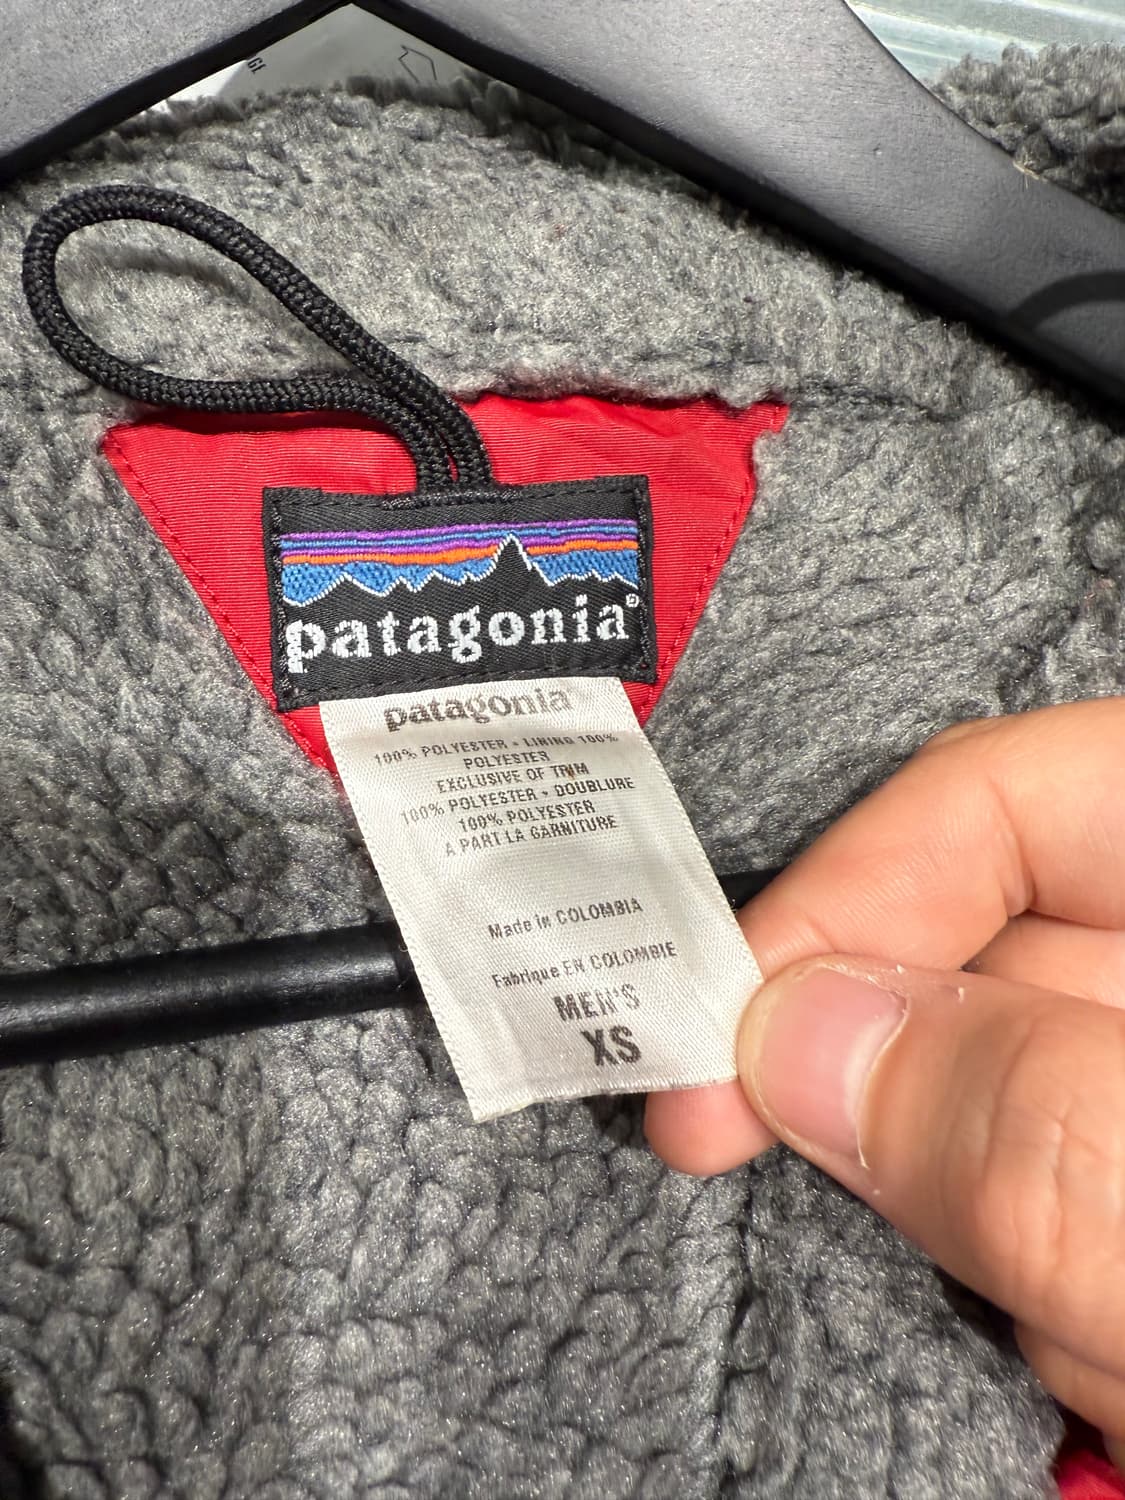 patagonia®
patagonia
100% POLYESTER - LINING 100%
POLYESTER
EXCLUSIVE OF TRIM
100% POLYESTER - DOUBLURE
100% POLYESTER
A PART LA GARNITURE
Made in COLOMBIA
Fabrique EN COLOMBIE
MEN'S
XS